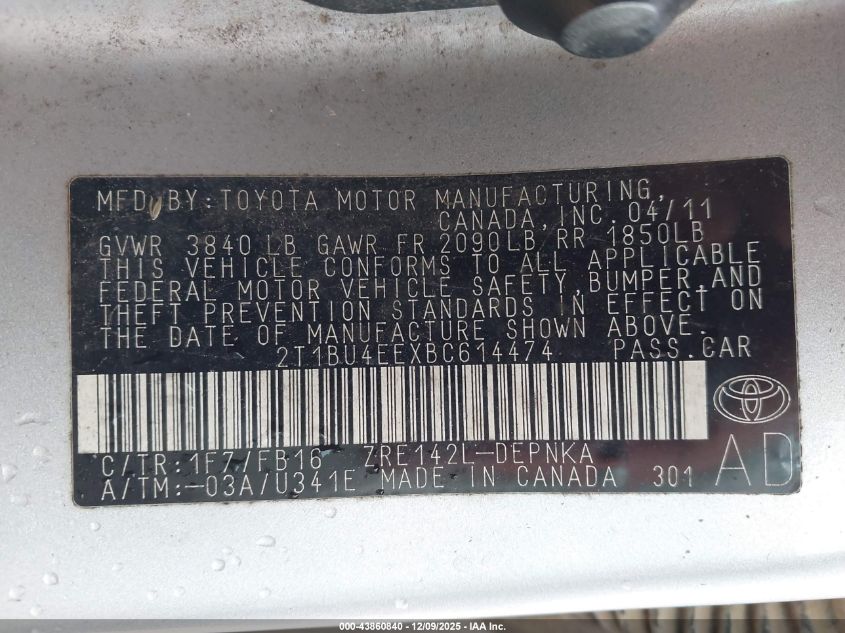 MFD. BY: TOYOTA MOTOR MANUFACTURING,
CANADA, INC. 04/11
GVWR 3840 LB GAWR FR 2090LB RR 1850LB
THIS VEHICLE CONFORMS TO ALL APPLICABLE
FEDERAL MOTOR VEHICLE SAFETY, BUMPER, AND
THEFT PREVENTION STANDARDS IN EFFECT ON
THE DATE OF MANUFACTURE SHOWN ABOVE.
2T1BU4EEXBC614474 PASS.CAR
C/TR:1F7/FB16 ZRE142L-DEPNKA
A/TM:-03A/U341E MADE IN CANADA 301 AD
000-43860840 - 12/09/2025 - IAA Inc.